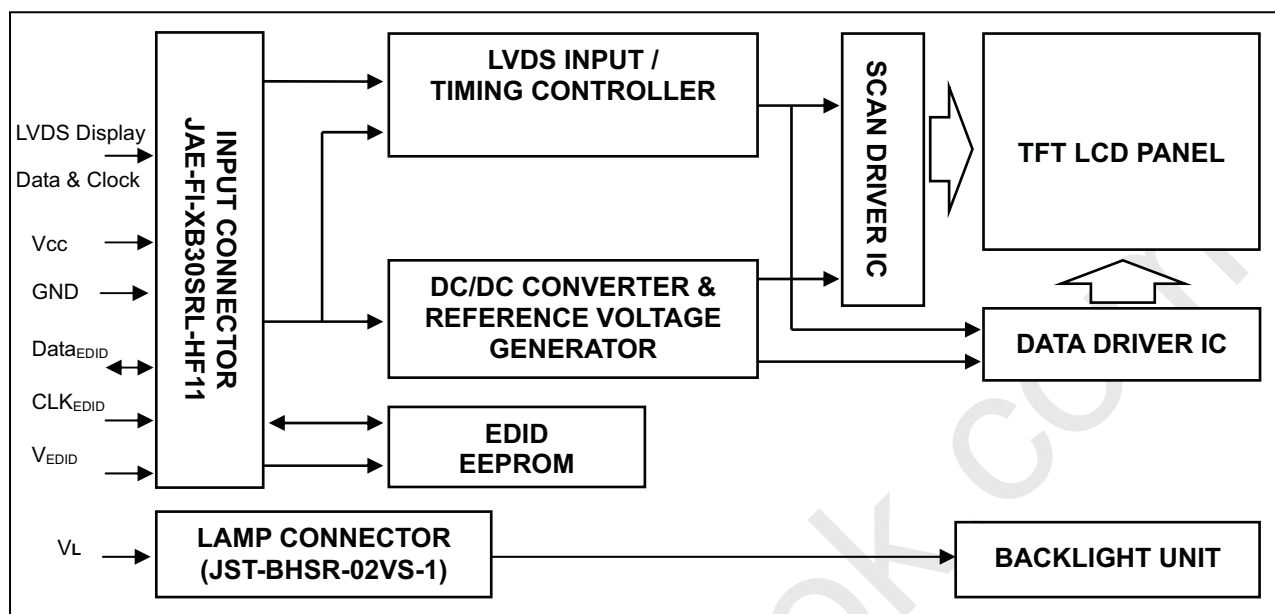 LVDS Display
Data & Clock
Vcc
GND
DataEDID
CLKEDID
VEDID
VL
INPUT CONNECTOR
JAE-FI-XB30SRL-HF11
LVDS INPUT /
TIMING CONTROLLER
DC/DC CONVERTER &
REFERENCE VOLTAGE
GENERATOR
EDID
EEPROM
SCAN DRIVER IC
TFT LCD PANEL
DATA DRIVER IC
LAMP CONNECTOR
(JST-BHSR-02VS-1)
BACKLIGHT UNIT